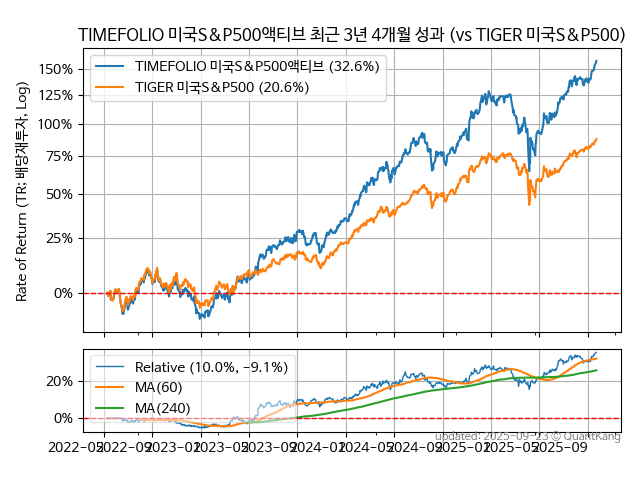 TIMEFOLIO 미국S&P500액티브 최근 3년 4개월 성과 (vs TIGER 미국S&P500)
Rate of Return (TR: 배당재투자, Log)
150%
125%
100%
75%
50%
25%
0%
TIMEFOLIO 미국S&P500액티브 (32.6%)
TIGER 미국S&P500 (20.6%)
20%
0%
Relative (10.0%, -9.1%)
MA(60)
MA(240)
updated: 2025-09-23 © QuantKang
2022-05 2022-09 2023-01 2023-05 2023-09 2024-01 2024-05 2024-09 2025-01 2025-05 2025-09